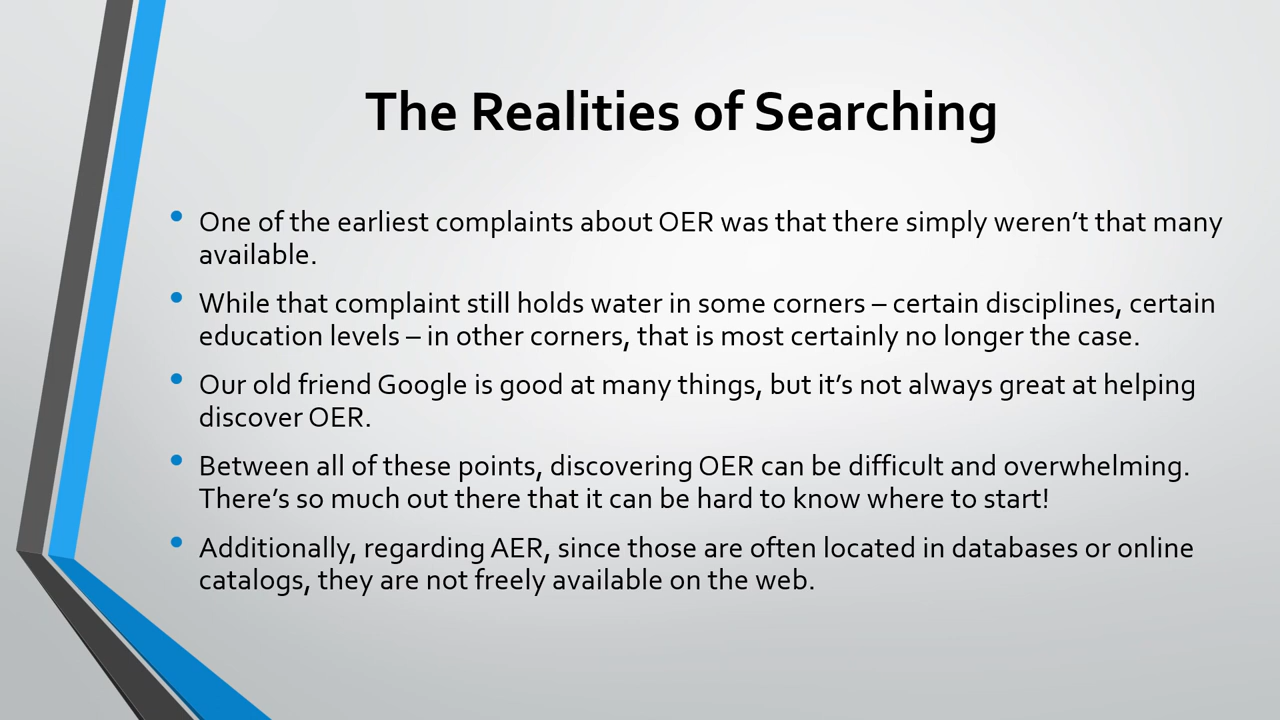 The Realities of Searching
• One of the earliest complaints about OER was that there simply weren’t that many
available.
• While that complaint still holds water in some corners – certain disciplines, certain
education levels – in other corners, that is most certainly no longer the case.
• Our old friend Google is good at many things, but it’s not always great at helping
discover OER.
• Between all of these points, discovering OER can be difficult and overwhelming.
There’s so much out there that it can be hard to know where to start!
• Additionally, regarding AER, since those are often located in databases or online
catalogs, they are not freely available on the web.